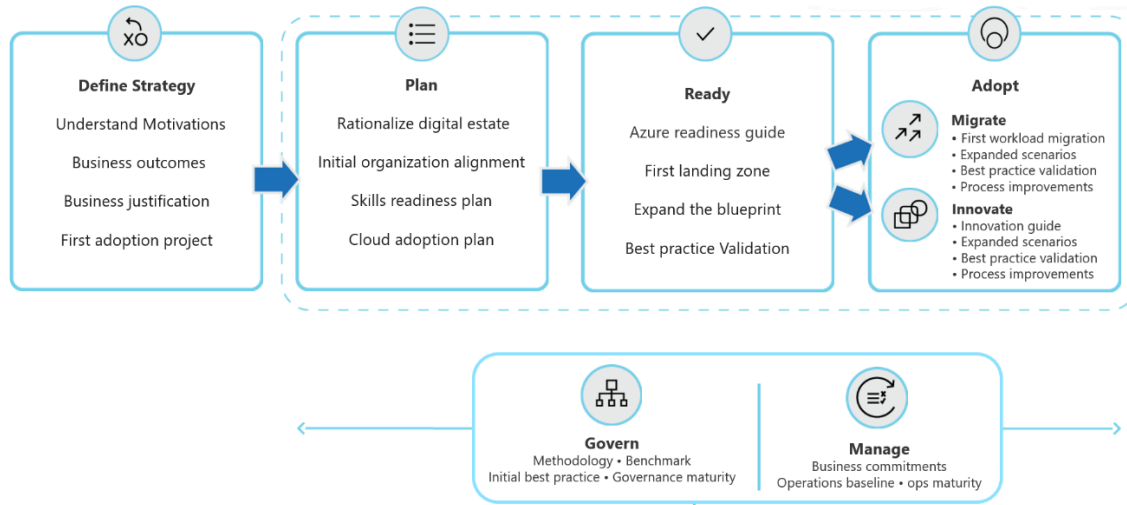 Define Strategy
Understand Motivations
Business outcomes
Business justification
First adoption project
Plan
Rationalize digital estate
Initial organization alignment
Skills readiness plan
Cloud adoption plan
Ready
Azure readiness guide
First landing zone
Expand the blueprint
Best practice Validation
Adopt
Migrate
• First workload migration
• Expanded scenarios
• Best practice validation
• Process improvements
Innovate
• Innovation guide
• Expanded scenarios
• Best practice validation
• Process improvements
Govern
Methodology • Benchmark
Initial best practice • Governance maturity
Manage
Business commitments
Operations baseline • ops maturity